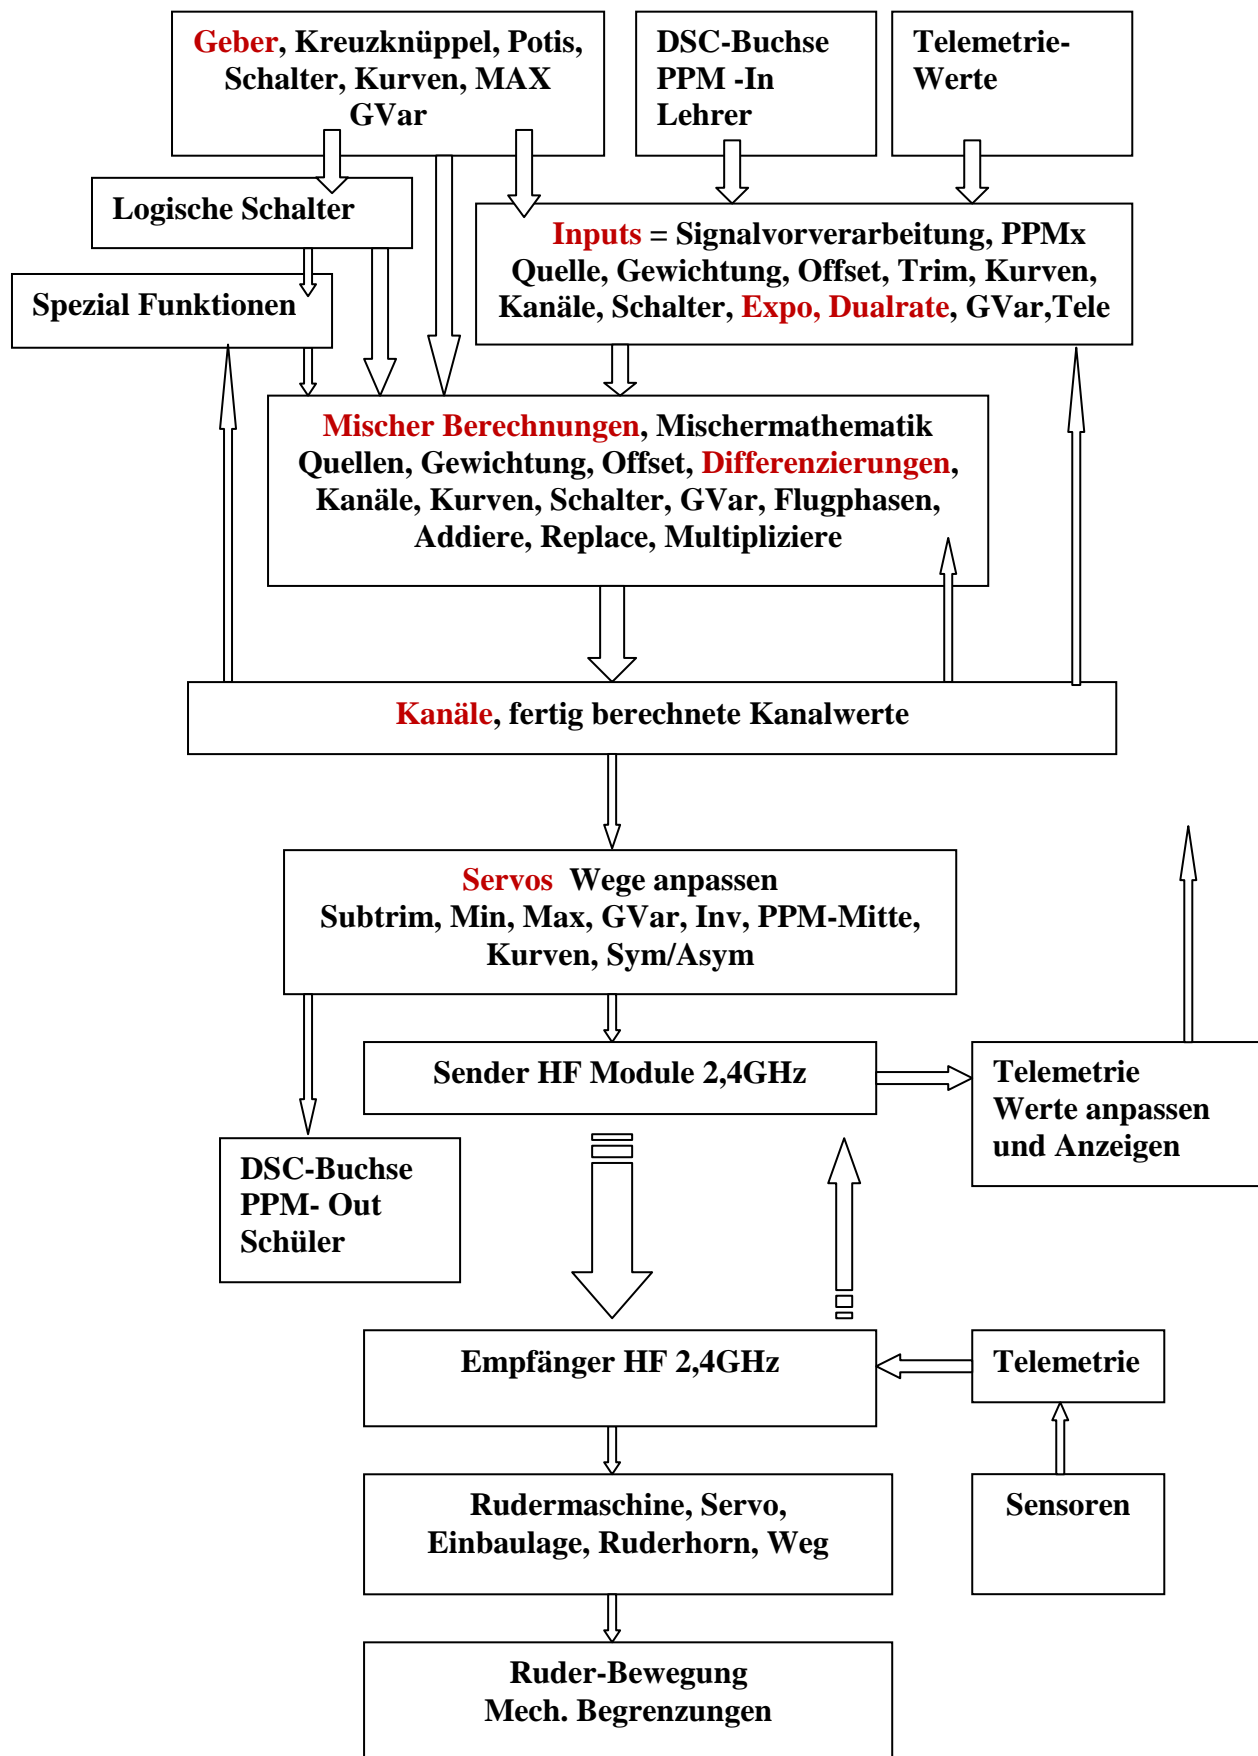 Geber, Kreuzknüppel, Potis,
Schalter, Kurven, MAX
GVar
DSC-Buchse
PPM -In
Lehrer
Telemetrie-
Werte
Logische Schalter
Inputs = Signalvorverarbeitung, PPMx
Quelle, Gewichtung, Offset, Trim, Kurven,
Kanäle, Schalter, Expo, Dualrate, GVar,Tele
Spezial Funktionen
Mischer Berechnungen, Mischermathematik
Quellen, Gewichtung, Offset, Differenzierungen,
Kanäle, Kurven, Schalter, GVar, Flugphasen,
Addiere, Replace, Multipliziere
Kanäle, fertig berechnete Kanalwerte
Servos  Wege anpassen
Subtrim, Min, Max, GVar, Inv, PPM-Mitte,
Kurven, Sym/Asym
Sender HF Module 2,4GHz
Telemetrie
Werte anpassen
und Anzeigen
DSC-Buchse
PPM- Out
Schüler
Empfänger HF 2,4GHz
Telemetrie
Rudermaschine, Servo,
Einbaulage, Ruderhorn, Weg
Sensoren
Ruder-Bewegung
Mech. Begrenzungen